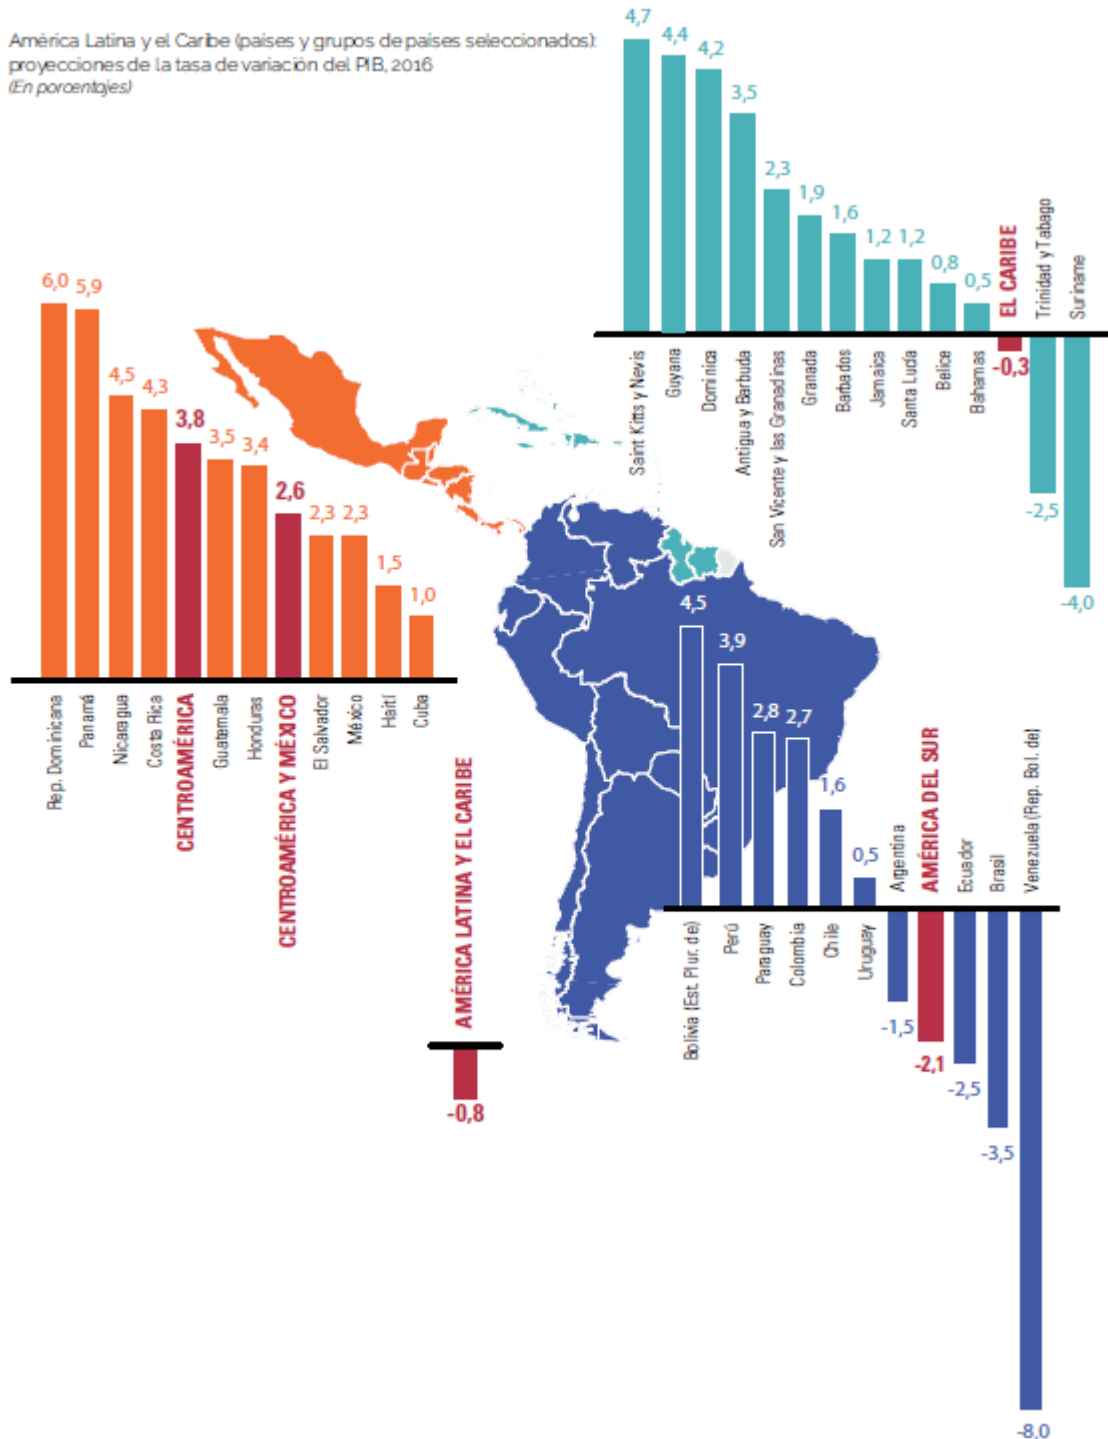 América Latina y el Caribe (países y grupos de países seleccionados):
proyecciones de la tasa de variación del PIB, 2016
(En porcentajes)
4,7
4,4
4,2
3,5
2,3
1,9
1,6
1,2
1,2
0,8
0,5
-0,3
-2,5
-4,0
Saint Kitts y Nevis
Guyana
Dominica
Antigua y Barbuda
San Vicente y las Granadinas
Granada
Barbados
Jamaica
Santa Lucía
Belice
Bahamas
EL CARIBE
Trinidad y Tabago
Suriname
6,0
5,9
4,5
4,3
3,8
3,5
3,4
2,6
2,3
2,3
1,5
1,0
Rep. Dominicana
Panamá
Nicaragua
Costa Rica
CENTROAMÉRICA
Guatemala
Honduras
CENTROAMÉRICA Y MÉXICO
El Salvador
México
Haití
Cuba
AMÉRICA LATINA Y EL CARIBE
-0,8
4,5
3,9
2,8
2,7
1,6
0,5
-1,5
-2,1
-2,5
-3,5
-8,0
Bolivia (Est. Plur. de)
Perú
Paraguay
Colombia
Chile
Uruguay
Argentina
AMÉRICA DEL SUR
Ecuador
Brasil
Venezuela (Rep. Bol. de)